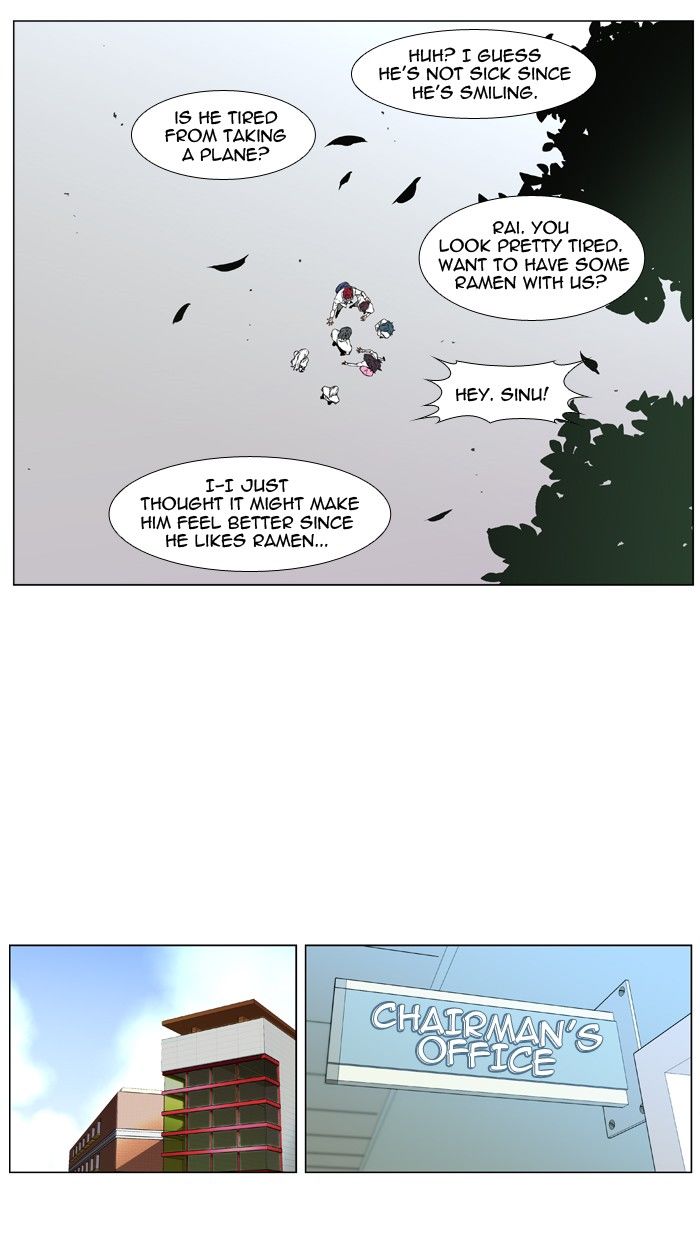 HUH? I GUESS
HE'S NOT SICK SINCE
HE'S SMILING.
IS HE TIRED
FROM TAKING
A PLANE?
RAI. YOU
LOOK PRETTY TIRED.
WANT TO HAVE SOME
RAMEN WITH US?
HEY. SINU!
I-I JUST
THOUGHT IT MIGHT MAKE
HIM FEEL BETTER SINCE
HE LIKES RAMEN...
CHAIRMAN'S
OFFICE